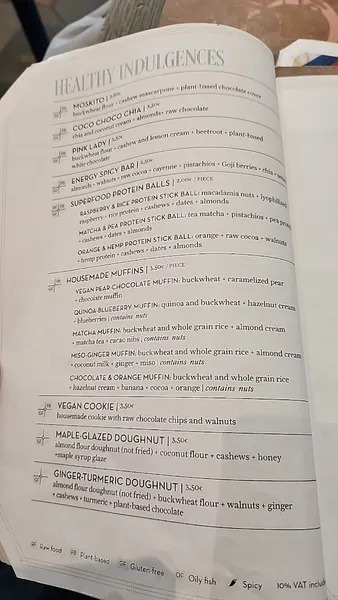 HEALTHY INDULGENCES
MOSKITO | 3,50€
buckwheat flour + cashew mascarpone + plant-based chocolate cover
COCO CHOCO CHIA | 3,50€
chia and coconut cream + almonds + raw chocolate
PINK LADY | 3,50€
buckwheat flour + cashew and lemon cream + beetroot + plant-based
white chocolate
ENERGY SPICY BAR | 2,50€
almonds + walnuts + raw cocoa + cayenne + pistachios + Goji berries + chia +
SUPERFOOD PROTEIN BALLS | 2,00€ / PIECE
RASPBERRY & RICE PROTEIN STICK BALL: macadamia nuts + lyophilised
raspberry + rice protein + cashews + dates + almonds
MATCHA & PEA PROTEIN STICK BALL: tea matcha + pistachios + pea protein
+ cashews + dates + almonds
ORANGE & HEMP PROTEIN STICK BALL: orange + raw cocoa + walnuts
+ hemp protein + cashews + dates + almonds
HOUSEMADE MUFFINS | 3,50€ / PIECE
VEGAN PEAR CHOCOLATE MUFFIN: buckwheat + caramelized pear
+ chocolate muffin
QUINOA BLUEBERRY MUFFIN: quinoa and buckwheat + hazelnut cream
+ blueberries | contains nuts
MATCHA MUFFIN: buckwheat and whole grain rice + almond cream
+ matcha tea + cacao nibs | contains nuts
MISO GINGER MUFFIN: buckwheat and whole grain rice + almond cream
+ coconut milk + ginger + miso | contains nuts
CHOCOLATE & ORANGE MUFFIN: buckwheat and whole grain rice
+ hazelnut cream + banana + cocoa + orange | contains nuts
VEGAN COOKIE | 3,50€
housemade cookie with raw chocolate chips and walnuts
MAPLE-GLAZED DOUGHNUT | 3,50€
almond flour doughnut (not fried) + coconut flour + cashews + honey
+maple syrup glaze
GINGER-TURMERIC DOUGHNUT | 3,50€
almond flour doughnut (not fried) + buckwheat flour + walnuts + ginger
+ cashews + turmeric + plant-based chocolate
RF Raw food PB Plant-based GF Gluten-free OF Oily fish Spicy 10% VAT